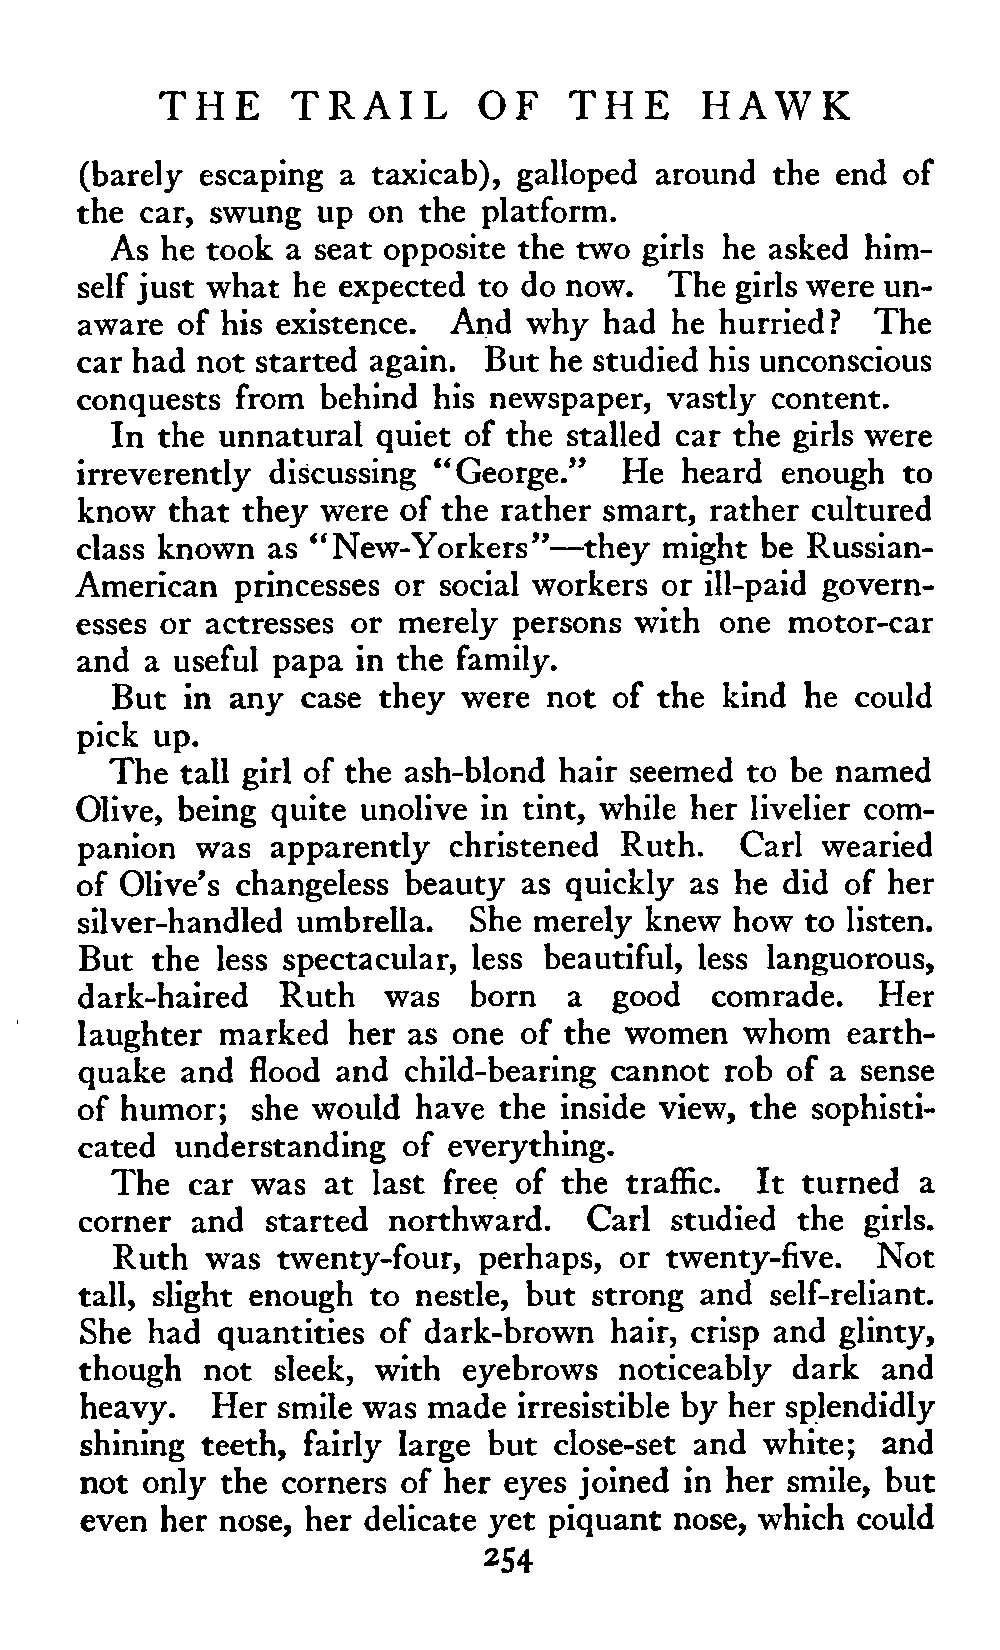 THE TRAIL OF THE HAWK
(barely escaping a taxicab), galloped around the end of
the car, swung up on the platform.
As he took a seat opposite the two girls he asked him-
self just what he expected to do now. The girls were un-
aware of his existence. And why had he hurried? The
car had not started again. But he studied his unconscious
conquests from behind his newspaper, vastly content.
In the unnatural quiet of the stalled car the girls were
irreverently discussing "George." He heard enough to
know that they were of the rather smart, rather cultured
class known as "New-Yorkers"—they might be Russian-
American princesses or social workers or ill-paid govern-
esses or actresses or merely persons with one motor-car
and a useful papa in the family.
But in any case they were not of the kind he could
pick up.
The tall girl of the ash-blond hair seemed to be named
Olive, being quite unolive in tint, while her livelier com-
panion was apparently christened Ruth. Carl wearied
of Olive's changeless beauty as quickly as he did of her
silver-handled umbrella. She merely knew how to listen.
But the less spectacular, less beautiful, less languorous,
dark-haired Ruth was born a good comrade. Her
laughter marked her as one of the women whom earth-
quake and flood and child-bearing cannot rob of a sense
of humor; she would have the inside view, the sophisti-
cated understanding of everything.
The car was at last free of the traffic. It turned a
corner and started northward. Carl studied the girls.
Ruth was twenty-four, perhaps, or twenty-five. Not
tall, slight enough to nestle, but strong and self-reliant.
She had quantities of dark-brown hair, crisp and glinty,
though not sleek, with eyebrows noticeably dark and
heavy. Her smile was made irresistible by her splendidly
shining teeth, fairly large but close-set and white; and
not only the corners of her eyes joined in her smile, but
even her nose, her delicate yet piquant nose, which could
254